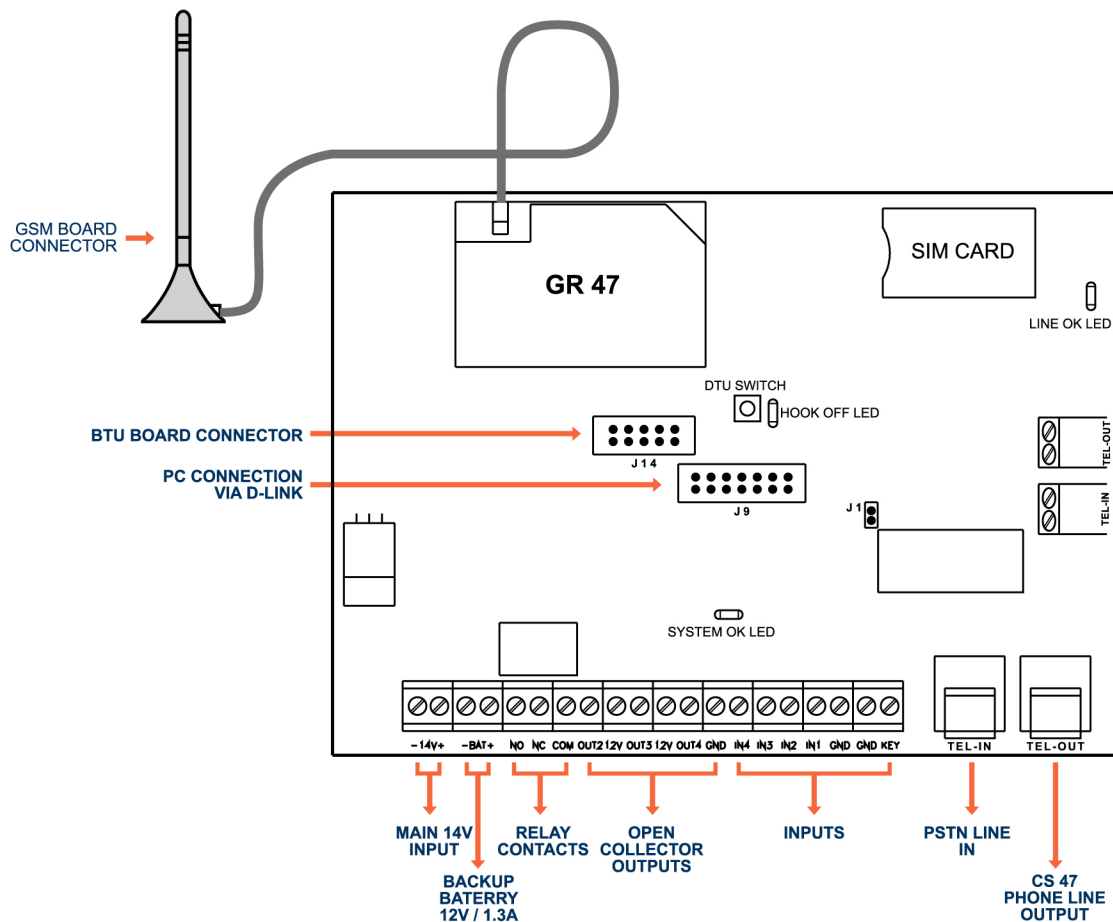 GSM BOARD
CONNECTOR
GR 47
SIM CARD
LINE OK LED
DTU SWITCH
HOOK OFF LED
BTU BOARD CONNECTOR
J14
PC CONNECTION
VIA D-LINK
J9
J1
TEL-OUT
TEL-IN
SYSTEM OK LED
-14V+ -BAT+ NO NC COM OUT2 12V OUT3 12V OUT4 GND IN4 IN3 IN2 IN1 GND GND KEY
TEL-IN
TEL-OUT
MAIN 14V
INPUT
BACKUP
BATERRY
12V / 1.3A
RELAY
CONTACTS
OPEN
COLLECTOR
OUTPUTS
INPUTS
PSTN LINE
IN
CS 47
PHONE LINE
OUTPUT